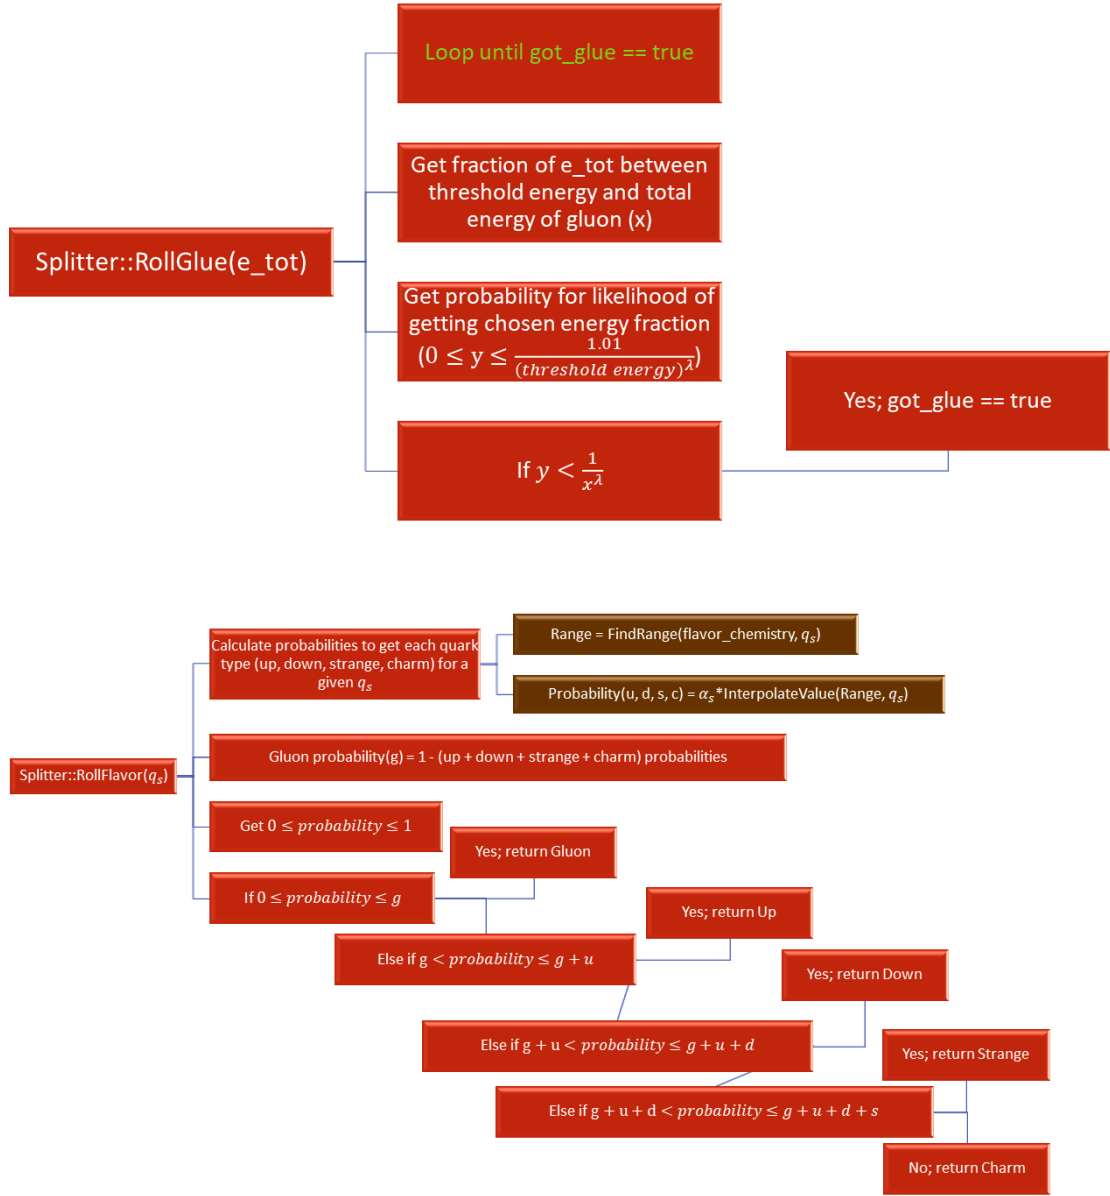 Loop until got_glue == true
Get fraction of e_tot between
threshold energy and total
energy of gluon (x)
Splitter::RollGlue(e_tot)
Get probability for likelihood of
getting chosen energy fraction
(0 ≤ y ≤ 1.01/(threshold energy)^λ)
Yes; got_glue == true
If y < 1/x^λ
Calculate probabilities to get each quark
type (up, down, strange, charm) for a
given q_s
Range = FindRange(flavor_chemistry, q_s)
Probability(u, d, s, c) = α_s*InterpolateValue(Range, q_s)
Splitter::RollFlavor(q_s)
Gluon probability(g) = 1 - (up + down + strange + charm) probabilities
Get 0 ≤ probability ≤ 1
If 0 ≤ probability ≤ g
Yes; return Gluon
Else if g < probability ≤ g + u
Yes; return Up
Else if g + u < probability ≤ g + u + d
Yes; return Down
Else if g + u + d < probability ≤ g + u + d + s
Yes; return Strange
No; return Charm